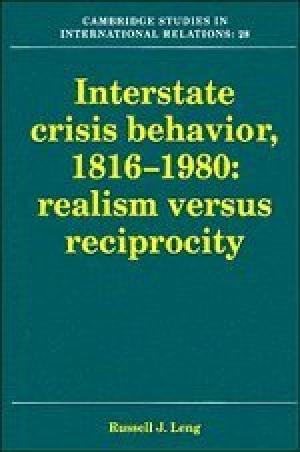 CAMBRIDGE STUDIES IN
INTERNATIONAL RELATIONS: 28
Interstate
crisis behavior,
1816–1980:
realism versus
reciprocity
Russell J. Leng